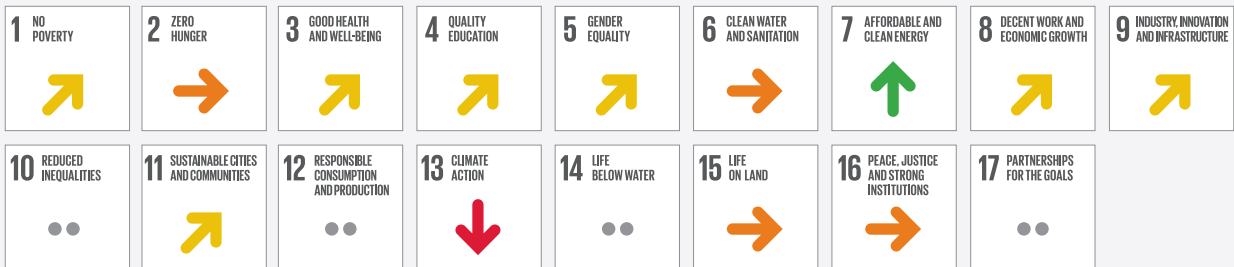 1 NO
POVERTY
2 ZERO
HUNGER
3 GOOD HEALTH
AND WELL-BEING
4 QUALITY
EDUCATION
5 GENDER
EQUALITY
6 CLEAN WATER
AND SANITATION
7 AFFORDABLE AND
CLEAN ENERGY
8 DECENT WORK AND
ECONOMIC GROWTH
9 INDUSTRY, INNOVATION
AND INFRASTRUCTURE
10 REDUCED
INEQUALITIES
11 SUSTAINABLE CITIES
AND COMMUNITIES
12 RESPONSIBLE
CONSUMPTION
AND PRODUCTION
13 CLIMATE
ACTION
14 LIFE
BELOW WATER
15 LIFE
ON LAND
16 PEACE, JUSTICE
AND STRONG
INSTITUTIONS
17 PARTNERSHIPS
FOR THE GOALS